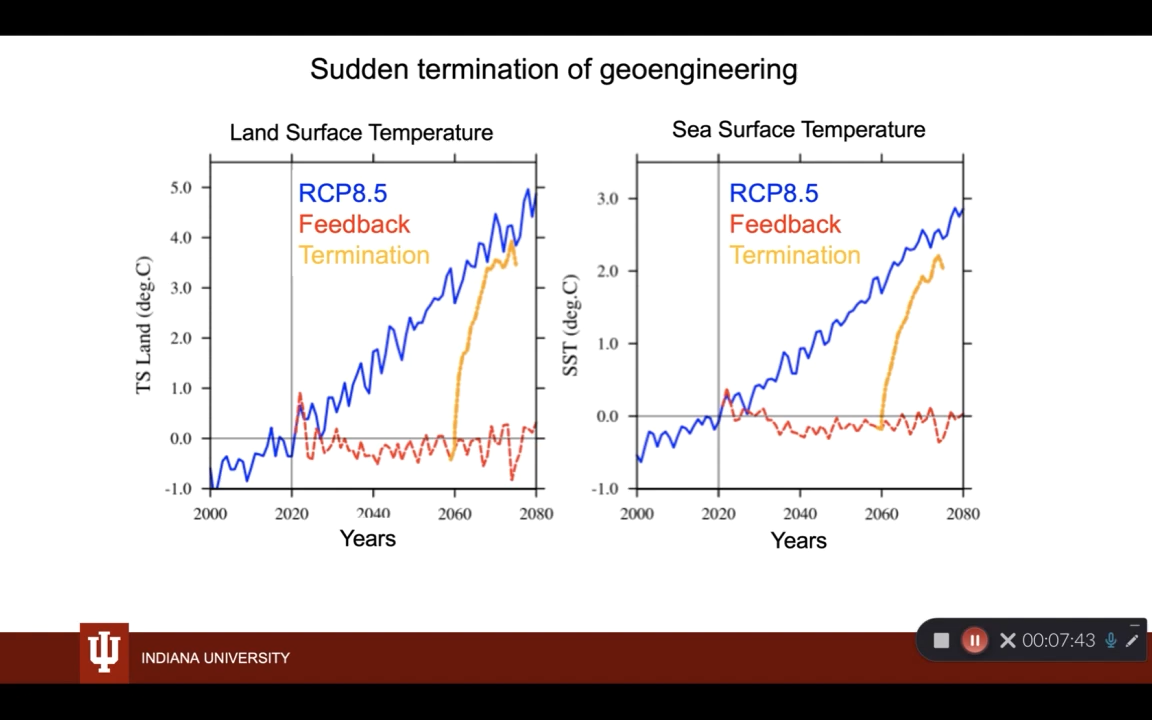 Sudden termination of geoengineering
Land Surface Temperature
RCP8.5
Feedback
Termination
TS Land (deg.C)
5.0
4.0
3.0
2.0
1.0
0.0
-1.0
2000 2020 2040 2060 2080
Years
Sea Surface Temperature
RCP8.5
Feedback
Termination
SST (deg.C)
3.0
2.0
1.0
0.0
-1.0
2000 2020 2040 2060 2080
Years
INDIANA UNIVERSITY
00:07:43